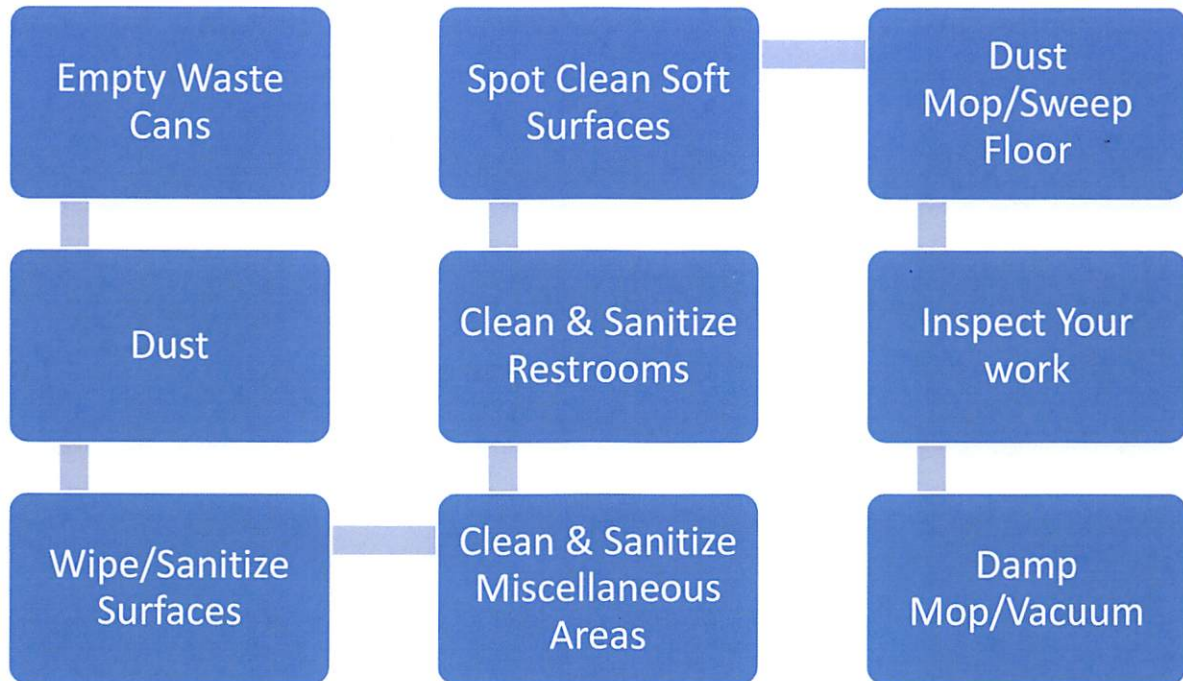 Empty Waste
Cans
Dust
Wipe/Sanitize
Surfaces
Clean & Sanitize
Miscellaneous
Areas
Clean & Sanitize
Restrooms
Spot Clean Soft
Surfaces
Dust
Mop/Sweep
Floor
Inspect Your
work
Damp
Mop/Vacuum